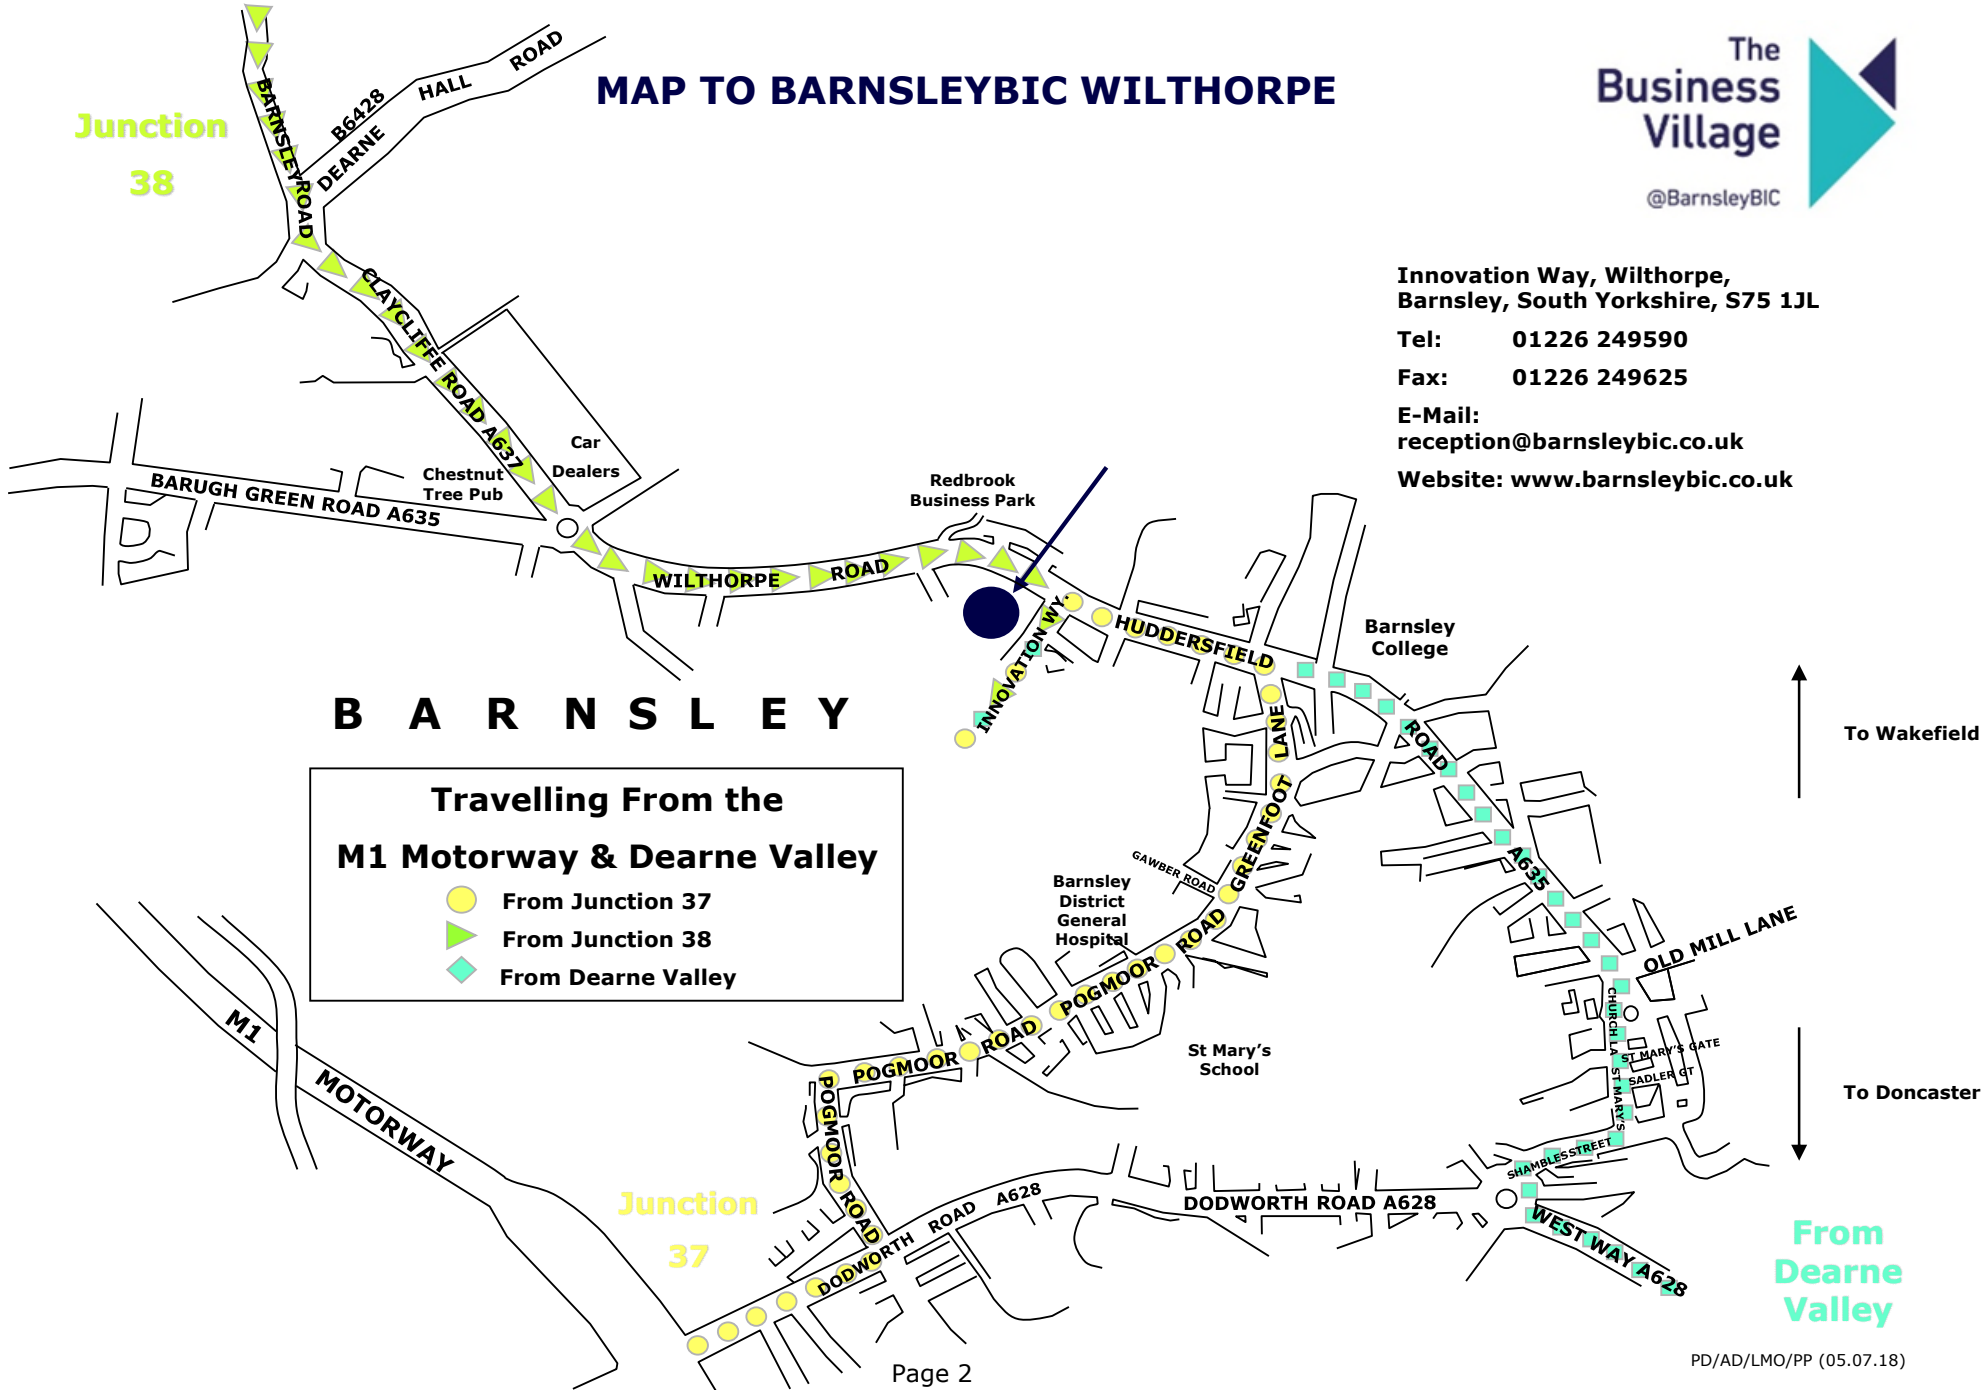 MAP TO BARNSLEYBIC WILTHORPE
The
Business
Village
@BarnsleyBIC
Innovation Way, Wilthorpe,
Barnsley, South Yorkshire, S75 1JL
Tel: 01226 249590
Fax: 01226 249625
E-Mail:
reception@barnsleybic.co.uk
Website: www.barnsleybic.co.uk
Junction
38
BARNSLEY ROAD
B6428
DEARNE HALL ROAD
CLAYCLIFFE ROAD A637
Car
Dealers
Chestnut
Tree Pub
BARUGH GREEN ROAD A635
WILTHORPE ROAD
Redbrook
Business Park
INNOVATION WY.
HUDDERSFIELD
ROAD
A635
Barnsley
College
To Wakefield
To Doncaster
B A R N S L E Y
Travelling From the
M1 Motorway & Dearne Valley
From Junction 37
From Junction 38
From Dearne Valley
GREENFOOT LANE
GAWBER ROAD
Barnsley
District
General
Hospital
POGMOOR ROAD
POGMOOR ROAD
POGMOOR ROAD
St Mary's
School
OLD MILL LANE
CHURCH LA
ST MARY'S
ST MARY'S GATE
SADLER GT
SHAMBLES STREET
M1
MOTORWAY
Junction
37
DODWORTH ROAD A628
DODWORTH ROAD A628
WEST WAY A628
From
Dearne
Valley
PD/AD/LMO/PP (05.07.18)
Page 2